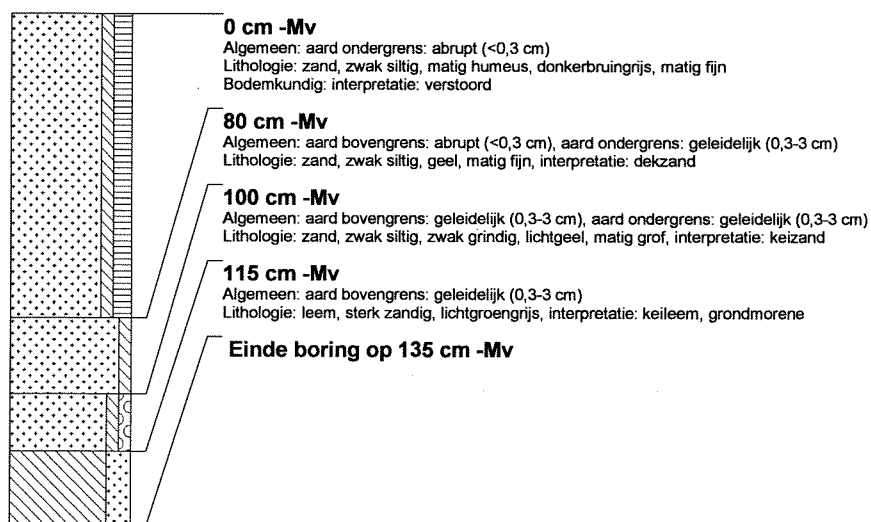 0 cm -Mv
Algemeen: aard ondergrens: abrupt (<0,3 cm)
Lithologie: zand, zwak siltig, matig humeus, donkerbruingrijs, matig fijn
Bodemkundig: interpretatie: verstoord
80 cm -Mv
Algemeen: aard bovengrens: abrupt (<0,3 cm), aard ondergrens: geleidelijk (0,3-3 cm)
Lithologie: zand, zwak siltig, geel, matig fijn, interpretatie: dekzand
100 cm -Mv
Algemeen: aard bovengrens: geleidelijk (0,3-3 cm), aard ondergrens: geleidelijk (0,3-3 cm)
Lithologie: zand, zwak siltig, zwak grindig, lichtgeel, matig grof, interpretatie: keizand
115 cm -Mv
Algemeen: aard bovengrens: geleidelijk (0,3-3 cm)
Lithologie: leem, sterk zandig, lichtgroengrijs, interpretatie: keileem, grondmorene
Einde boring op 135 cm -Mv